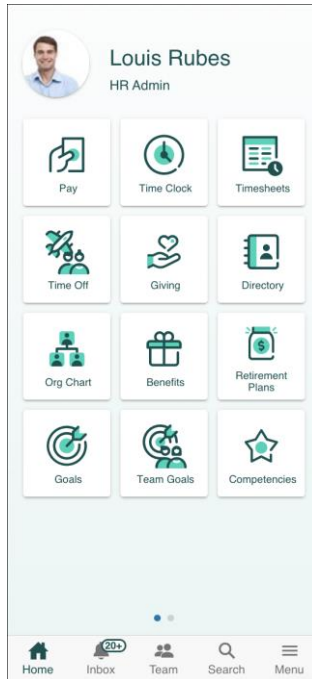 Louis Rubes
HR Admin
Pay
Time Clock
Timesheets
Time Off
Giving
Directory
Org Chart
Benefits
Retirement
Plans
Goals
Team Goals
Competencies
20+
Home
Inbox
Team
Search
Menu